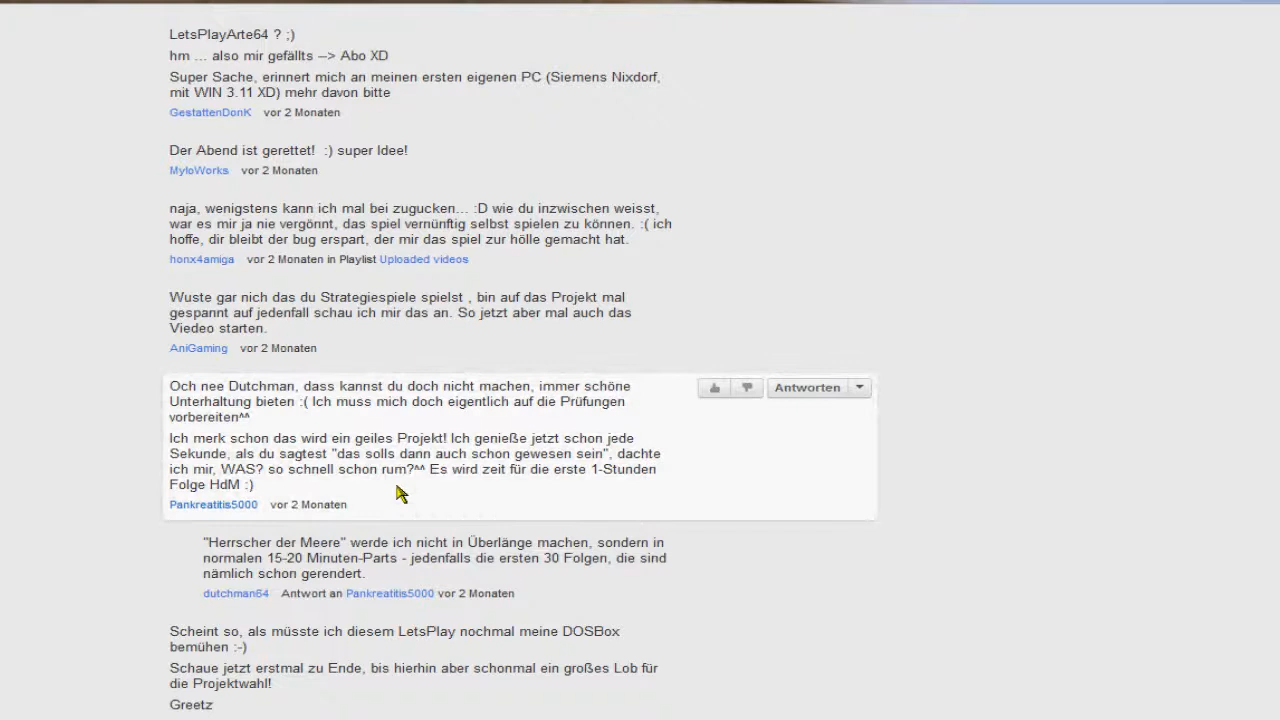 LetsPlayArte64 ? ;)
hm ... also mir gefällts --> Abo XD
Super Sache, erinnert mich an meinen ersten eigenen PC (Siemens Nixdorf,
mit WIN 3.11 XD) mehr davon bitte
GestattenDonK vor 2 Monaten
Der Abend ist gerettet! :) super Idee!
MyloWorks vor 2 Monaten
naja, wenigstens kann ich mal bei zugucken... :D wie du inzwischen weisst,
war es mir ja nie vergönnt, das spiel vernünftig selbst spielen zu können. :( ich
hoffe, dir bleibt der bug erspart, der mir das spiel zur hölle gemacht hat.
honx4amiga vor 2 Monaten in Playlist Uploaded videos
Wuste gar nich das du Strategiespiele spielst , bin auf das Projekt mal
gespannt auf jedenfall schau ich mir das an. So jetzt aber mal auch das
Viedeo starten.
AniGaming vor 2 Monaten
Och nee Dutchman, dass kannst du doch nicht machen, immer schöne
Unterhaltung bieten :( Ich muss mich doch eigentlich auf die Prüfungen
vorbereiten^^
Antworten
Ich merk schon das wird ein geiles Projekt! Ich genieße jetzt schon jede
Sekunde, als du sagtest "das solls dann auch schon gewesen sein", dachte
ich mir, WAS? so schnell schon rum?^^ Es wird zeit für die erste 1-Stunden
Folge HdM :)
Pankreatitis5000 vor 2 Monaten
"Herrscher der Meere" werde ich nicht in Überlänge machen, sondern in
normalen 15-20 Minuten-Parts - jedenfalls die ersten 30 Folgen, die sind
nämlich schon gerendert.
dutchman64 Antwort an Pankreatitis5000 vor 2 Monaten
Scheint so, als müsste ich diesem LetsPlay nochmal meine DOSBox
bemühen :-)
Schaue jetzt erstmal zu Ende, bis hierhin aber schonmal ein großes Lob für
die Projektwahl!
Greetz